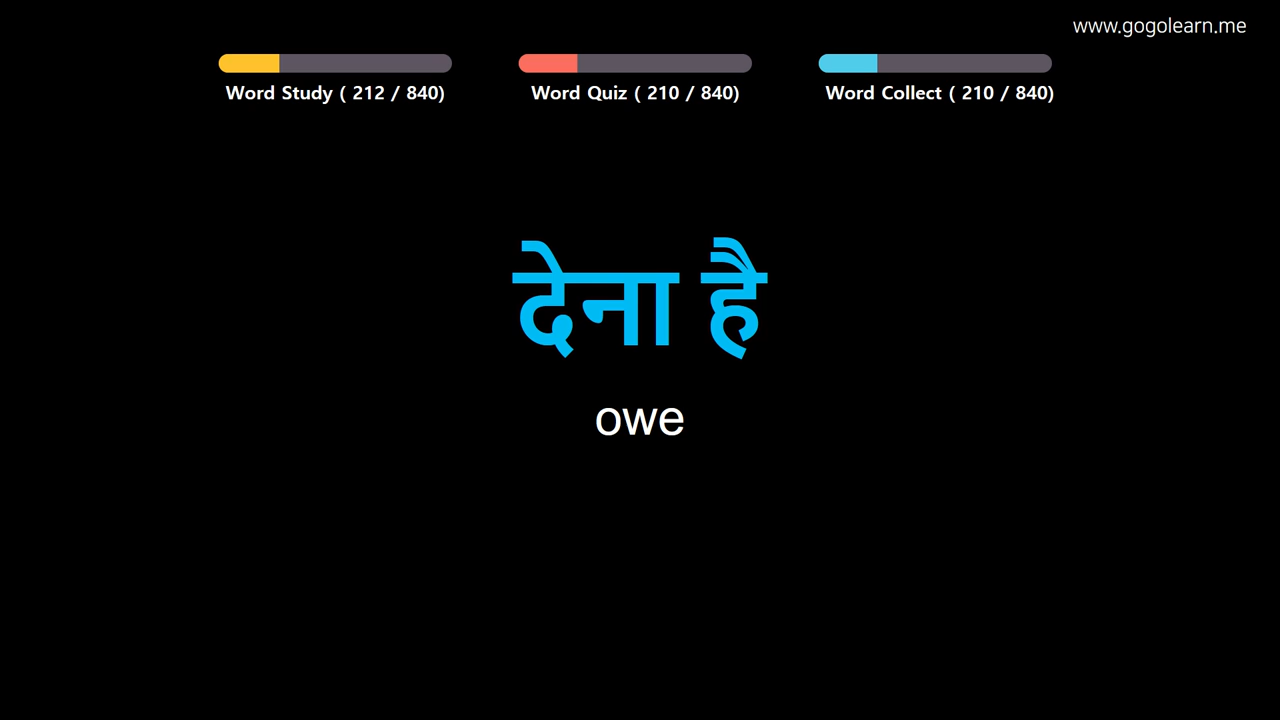 www.gogolearn.me
Word Study ( 212 / 840)
Word Quiz ( 210 / 840)
Word Collect ( 210 / 840)
देना है
owe